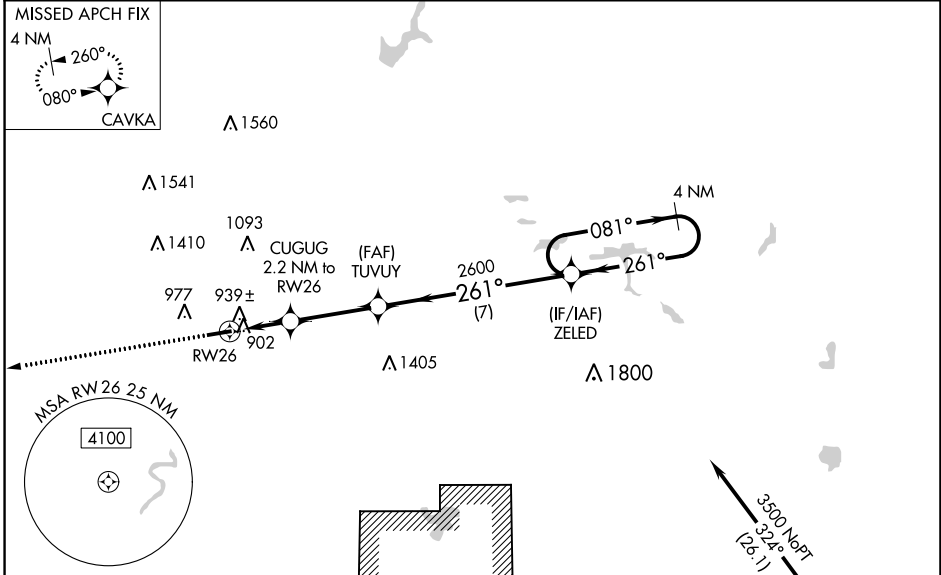 MISSED APCH FIX
4 NM
260°
080°
CAVKA
1560
1541
1410
1093
CUGUG
2.2 NM to
RW26
(FAF)
TUVUY
2600
261°
(7)
4 NM
081°
261°
(IF/IAF)
ZELED
977
939±
902
RW26
1405
1800
MSA RW26 25 NM
4100
3500 NoPT
324°
(26.1)